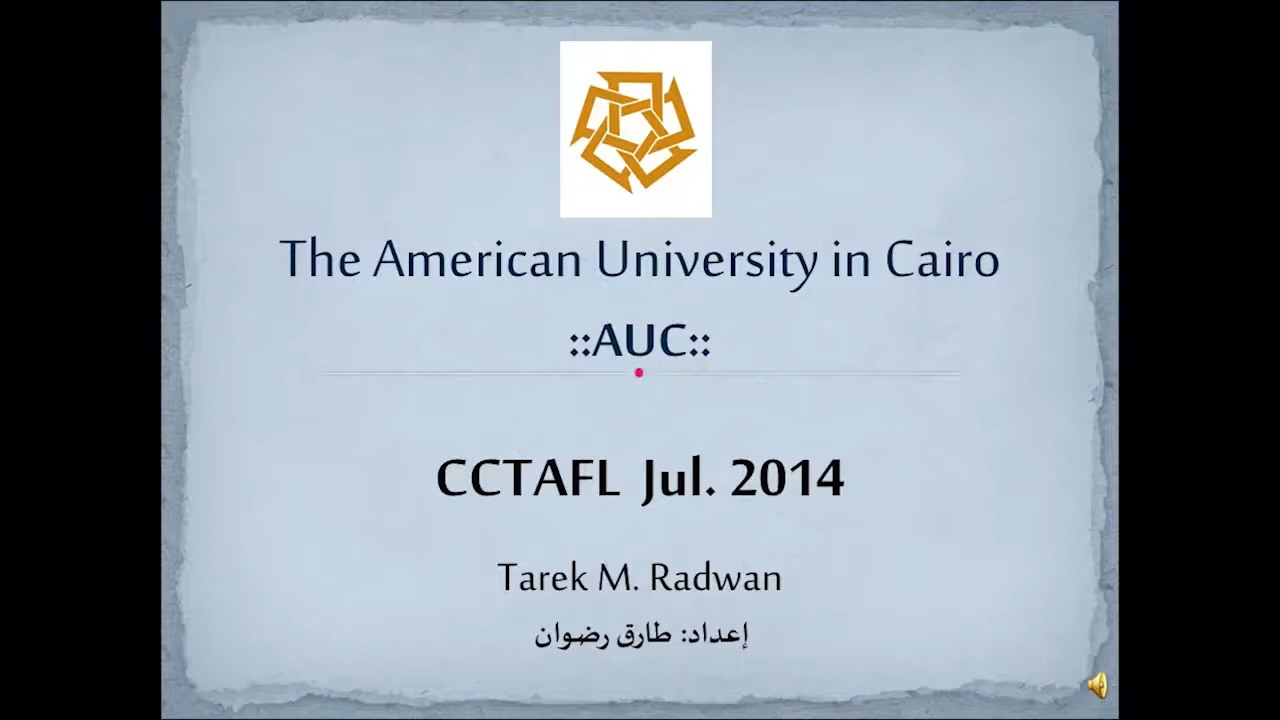 The American University in Cairo
::AUC::
CCTAFL Jul. 2014
Tarek M. Radwan
إعداد: طارق رضوان